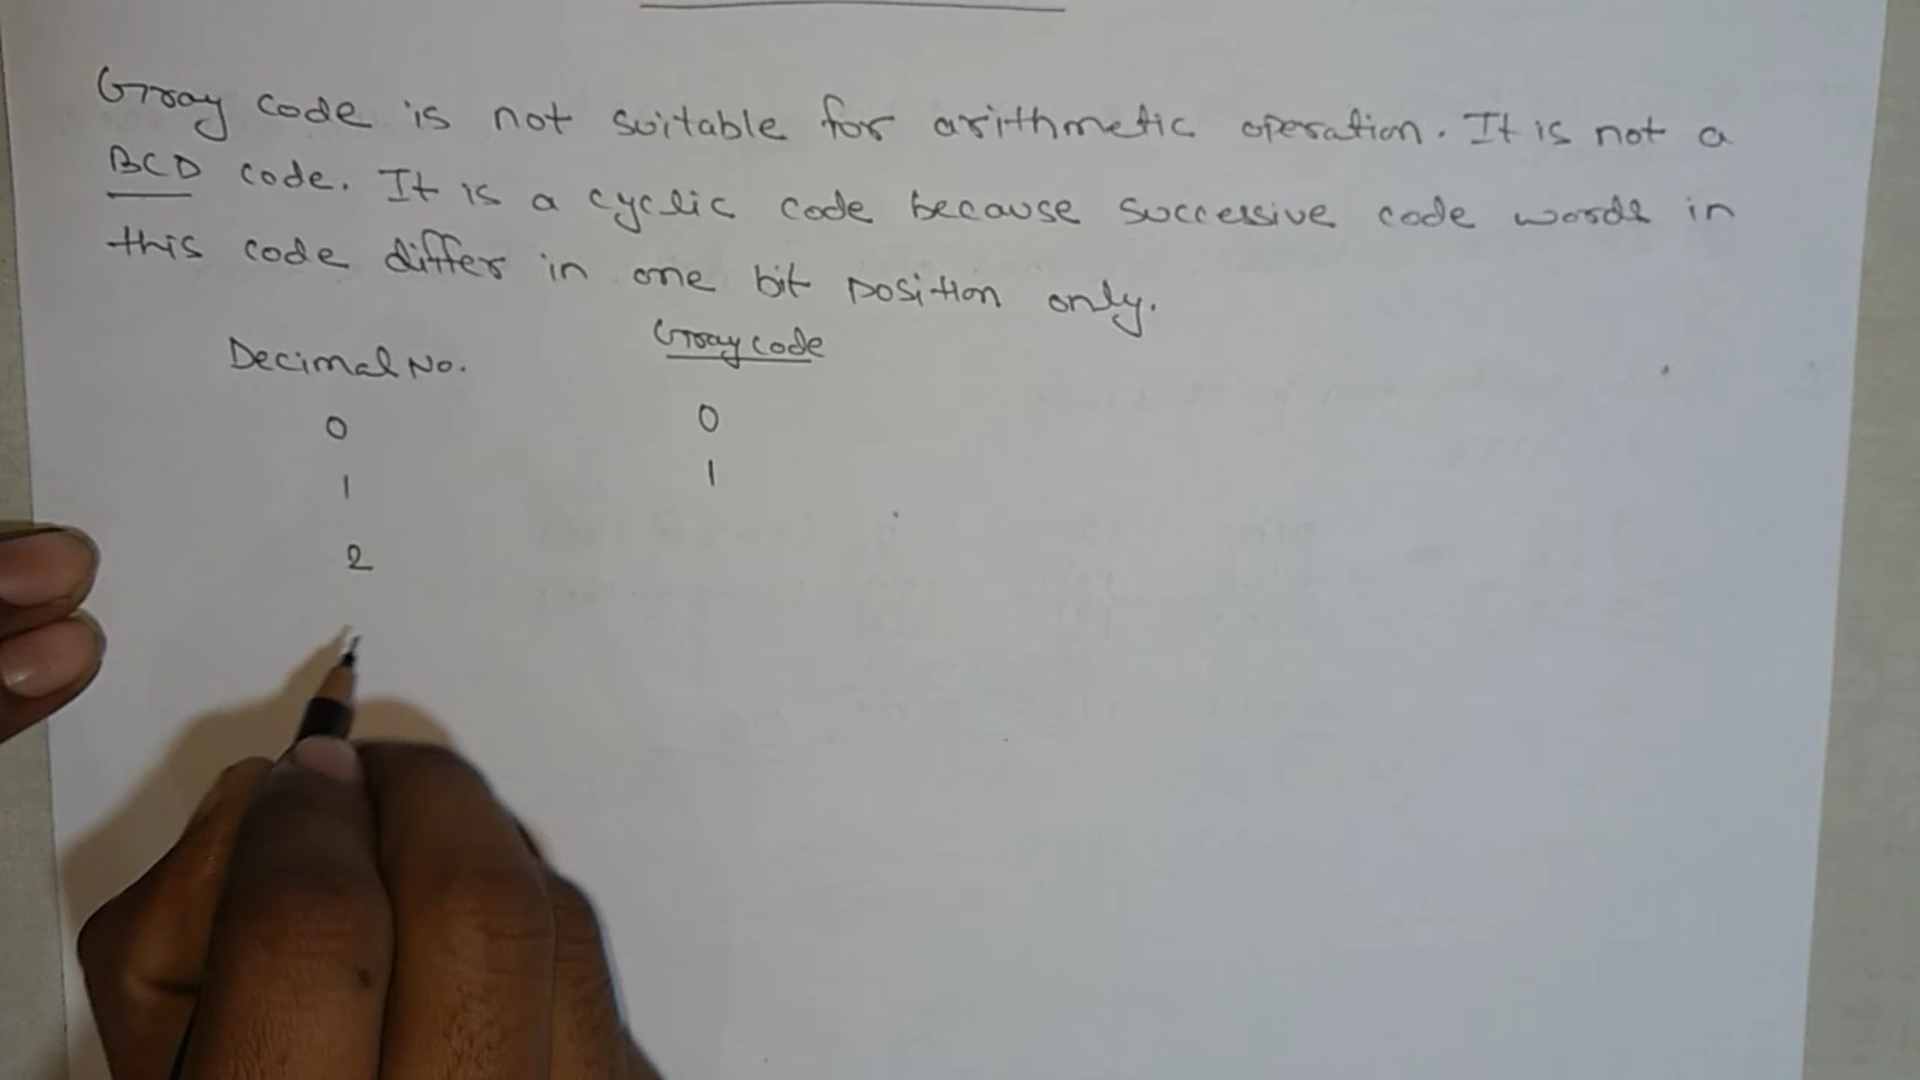 Gray code is not suitable for arithmetic operation. It is not a
BCD code. It is a cyclic code because successive code words in
this code differ in one bit position only.
Decimal No. Gray code
0 0
1 1
2